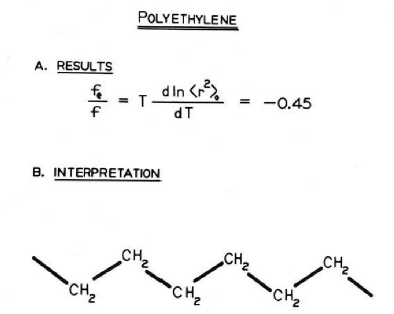 POLYETHYLENE
A. RESULTS
fₑ/f = T d ln ⟨r²⟩₀ / dT = -0.45
B. INTERPRETATION
CH₂ CH₂ CH₂
CH₂ CH₂ CH₂